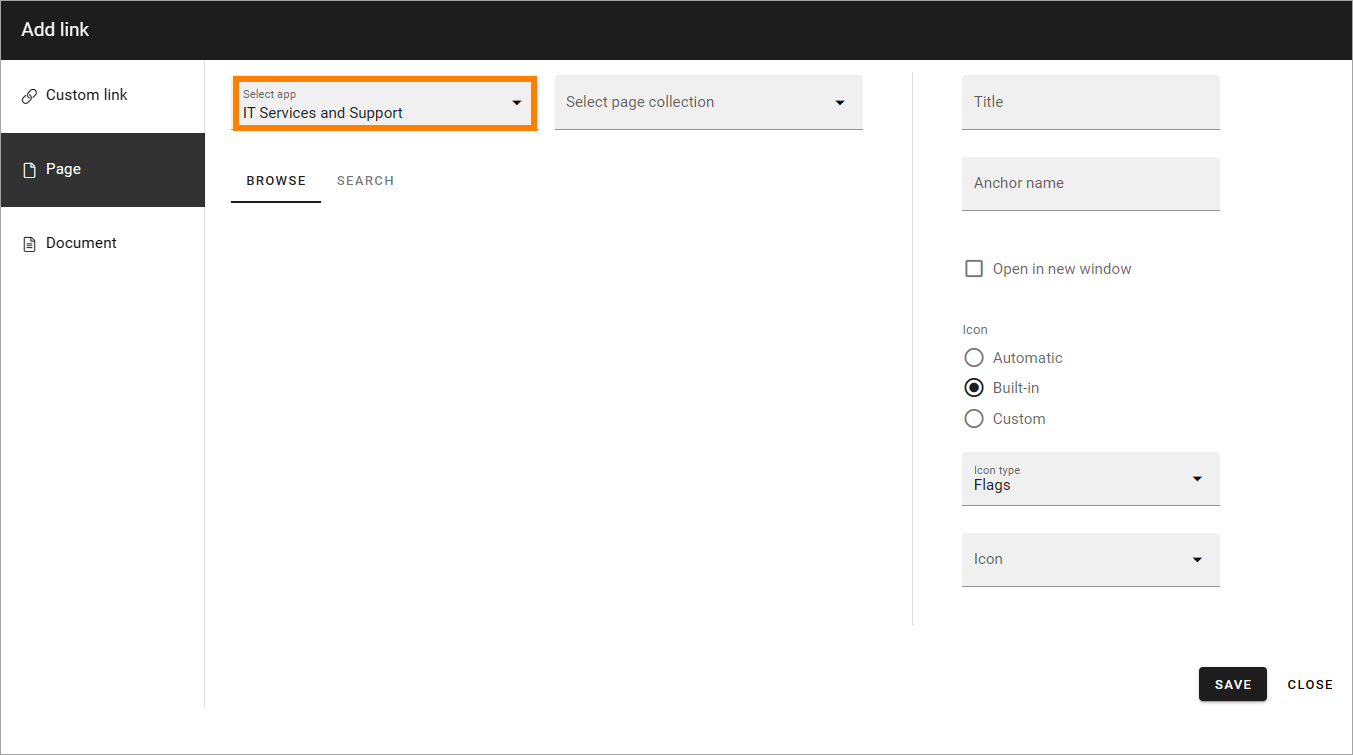 Add link
Custom link
Page
Document
Select app
IT Services and Support
Select page collection
BROWSE
SEARCH
Title
Anchor name
Open in new window
Icon
Automatic
Built-in
Custom
Icon type
Flags
Icon
SAVE
CLOSE